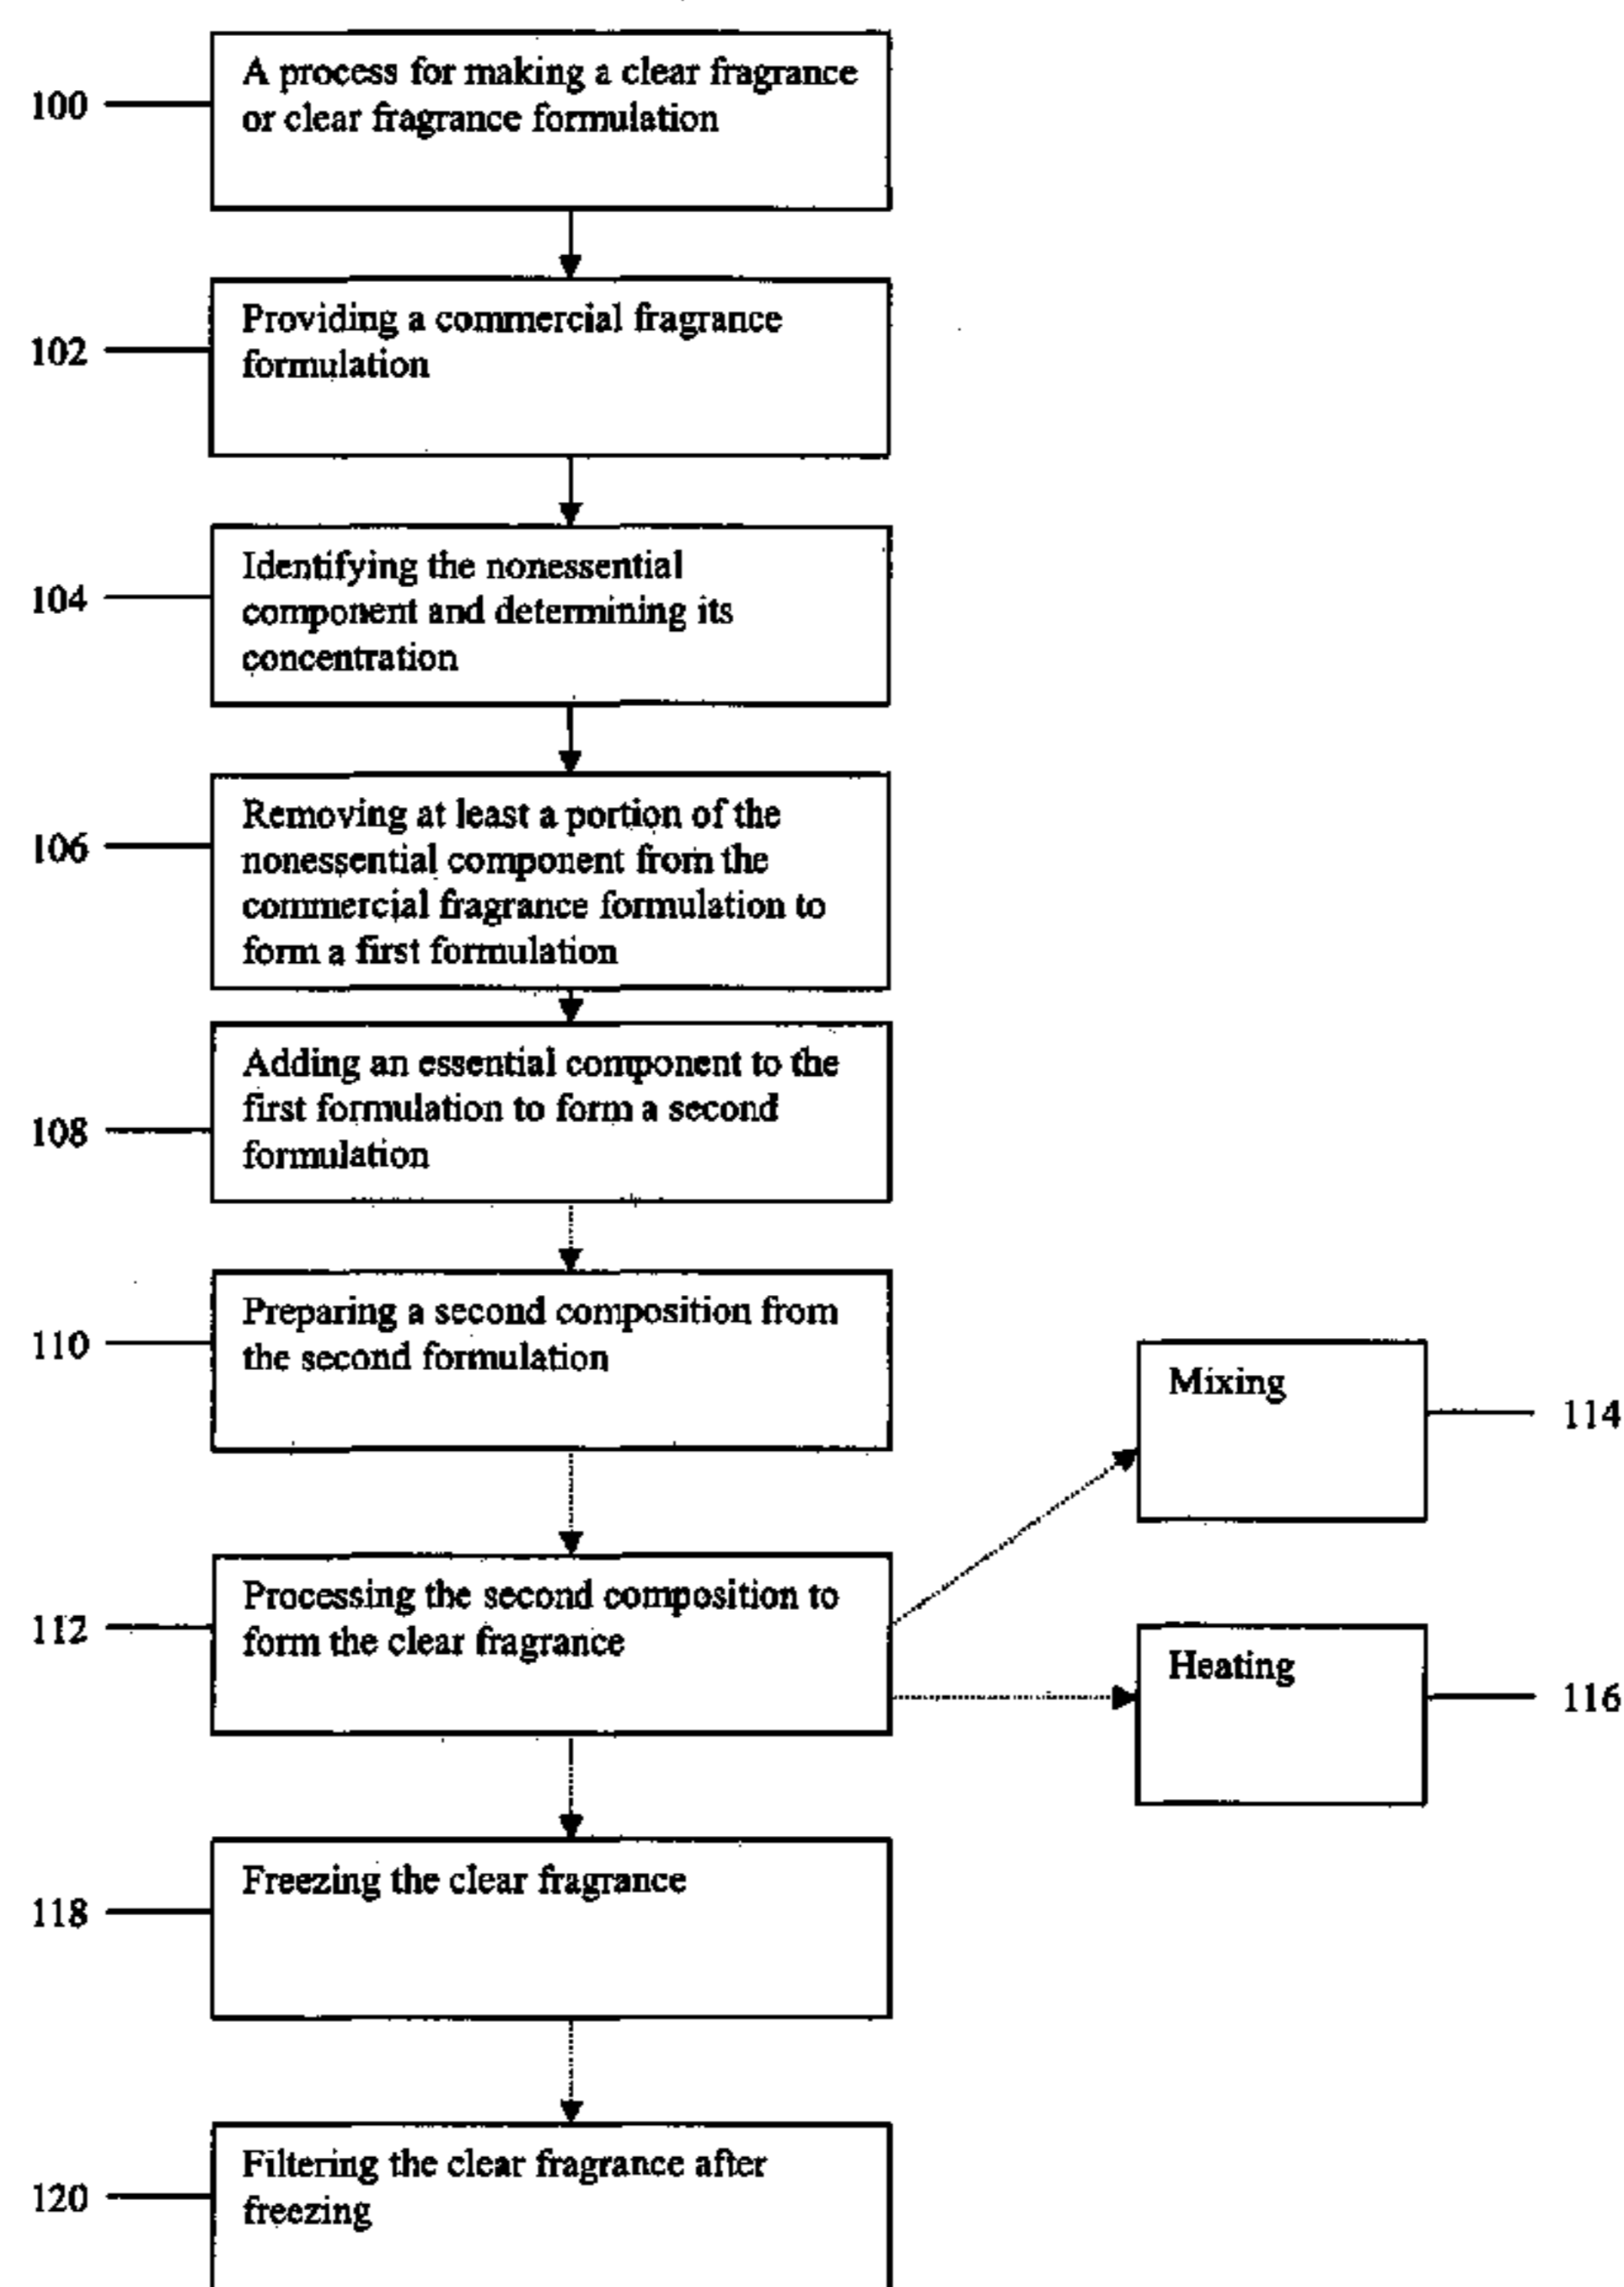 100
A process for making a clear fragrance
or clear fragrance formulation
102
Providing a commercial fragrance
formulation
104
Identifying the nonessential
component and determining its
concentration
106
Removing at least a portion of the
nonessential component from the
commercial fragrance formulation to
form a first formulation
108
Adding an essential component to the
first formulation to form a second
formulation
110
Preparing a second composition from
the second formulation
Mixing
114
112
Processing the second composition to
form the clear fragrance
Heating
116
118
Freezing the clear fragrance
120
Filtering the clear fragrance after
freezing